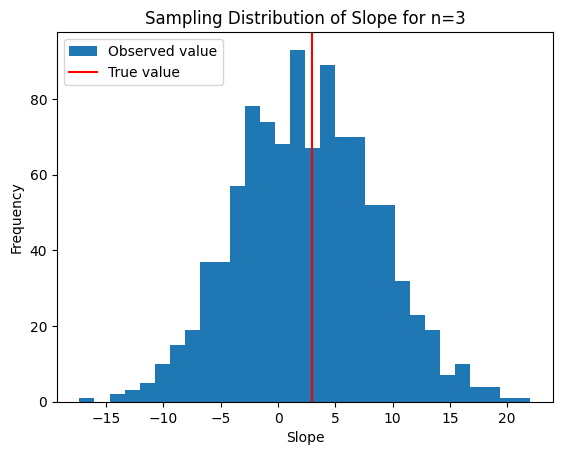 Sampling Distribution of Slope for n=3
Observed value
True value
Frequency
80
60
40
20
0
−15 −10 −5 0 5 10 15 20
Slope